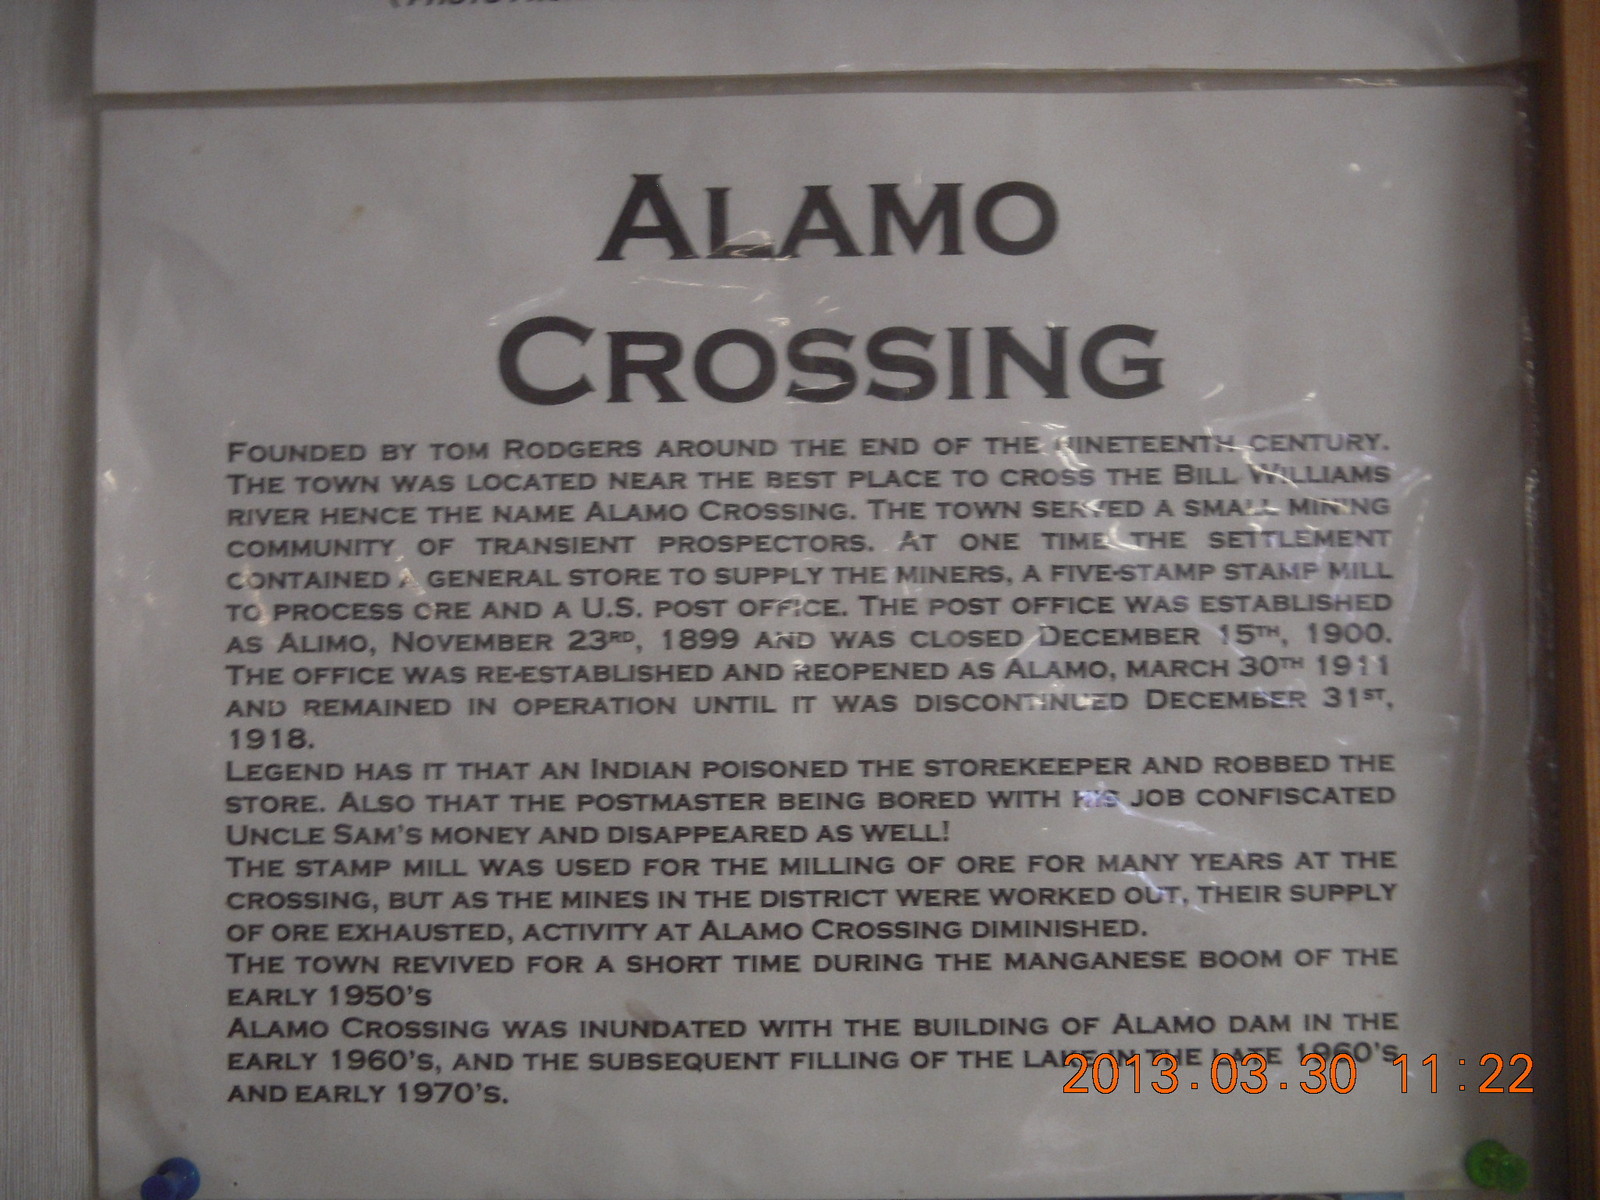 ALAMO
CROSSING
FOUNDED BY TOM RODGERS AROUND THE END OF THE NINETEENTH CENTURY.
THE TOWN WAS LOCATED NEAR THE BEST PLACE TO CROSS THE BILL WILLIAMS
RIVER HENCE THE NAME ALAMO CROSSING. THE TOWN SERVED A SMALL MINING
COMMUNITY OF TRANSIENT PROSPECTORS. AT ONE TIME THE SETTLEMENT
CONTAINED A GENERAL STORE TO SUPPLY THE MINERS, A FIVE-STAMP STAMP MILL
TO PROCESS ORE AND A U.S. POST OFFICE. THE POST OFFICE WAS ESTABLISHED
AS ALIMO, NOVEMBER 23RD, 1899 AND WAS CLOSED DECEMBER 15TH, 1900.
THE OFFICE WAS RE-ESTABLISHED AND REOPENED AS ALAMO, MARCH 30TH 1911
AND REMAINED IN OPERATION UNTIL IT WAS DISCONTINUED DECEMBER 31ST,
1918.
LEGEND HAS IT THAT AN INDIAN POISONED THE STOREKEEPER AND ROBBED THE
STORE. ALSO THAT THE POSTMASTER BEING BORED WITH HIS JOB CONFISCATED
UNCLE SAM'S MONEY AND DISAPPEARED AS WELL!
THE STAMP MILL WAS USED FOR THE MILLING OF ORE FOR MANY YEARS AT THE
CROSSING, BUT AS THE MINES IN THE DISTRICT WERE WORKED OUT, THEIR SUPPLY
OF ORE EXHAUSTED, ACTIVITY AT ALAMO CROSSING DIMINISHED.
THE TOWN REVIVED FOR A SHORT TIME DURING THE MANGANESE BOOM OF THE
EARLY 1950'S
ALAMO CROSSING WAS INUNDATED WITH THE BUILDING OF ALAMO DAM IN THE
EARLY 1960'S, AND THE SUBSEQUENT FILLING OF THE LAKE IN THE LATE 1960'S
AND EARLY 1970'S.
2013.03.30 11:22